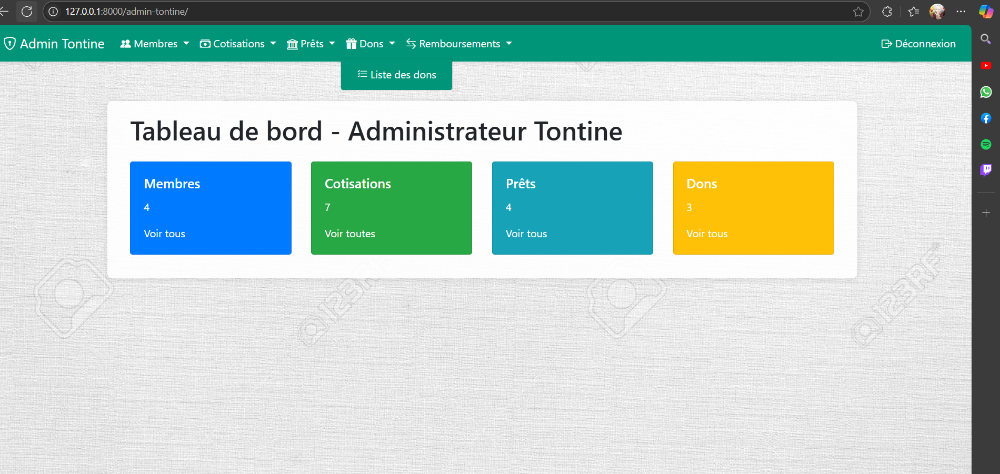 127.0.0.1:8000/admin-tontine/
Admin Tontine Membres Cotisations Prêts Dons Remboursements Déconnexion
Liste des dons
Tableau de bord - Administrateur Tontine
Membres
4
Voir tous
Cotisations
7
Voir toutes
Prêts
4
Voir tous
Dons
3
Voir tous
123RF
123RF